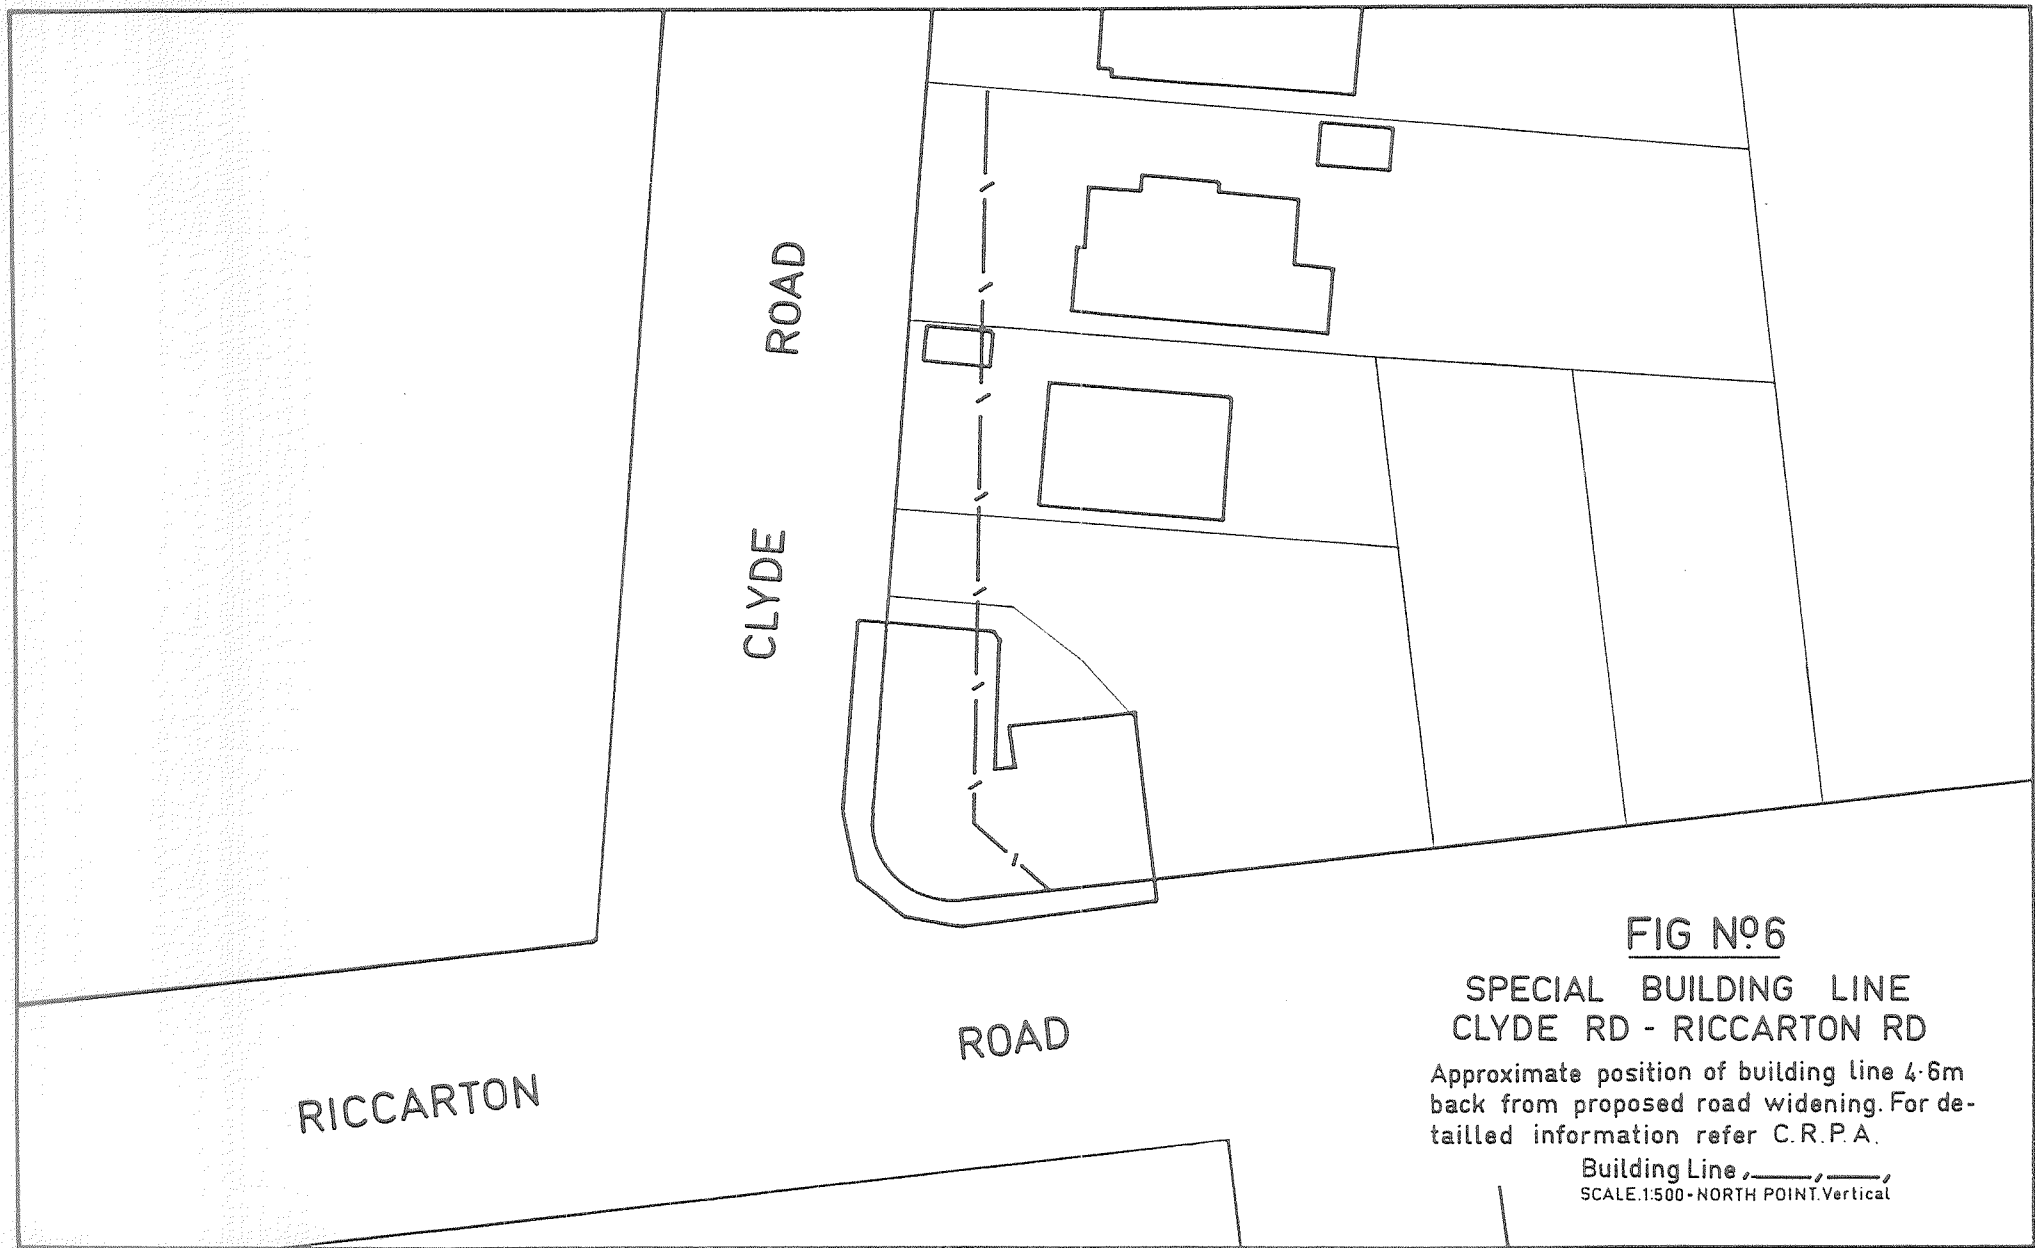 CLYDE ROAD
RICCARTON ROAD
FIG Nº6
SPECIAL BUILDING LINE
CLYDE RD - RICCARTON RD
Approximate position of building line 4·6m
back from proposed road widening. For de-
tailled information refer C.R.P.A.
Building Line
SCALE.1:500-NORTH POINT.Vertical